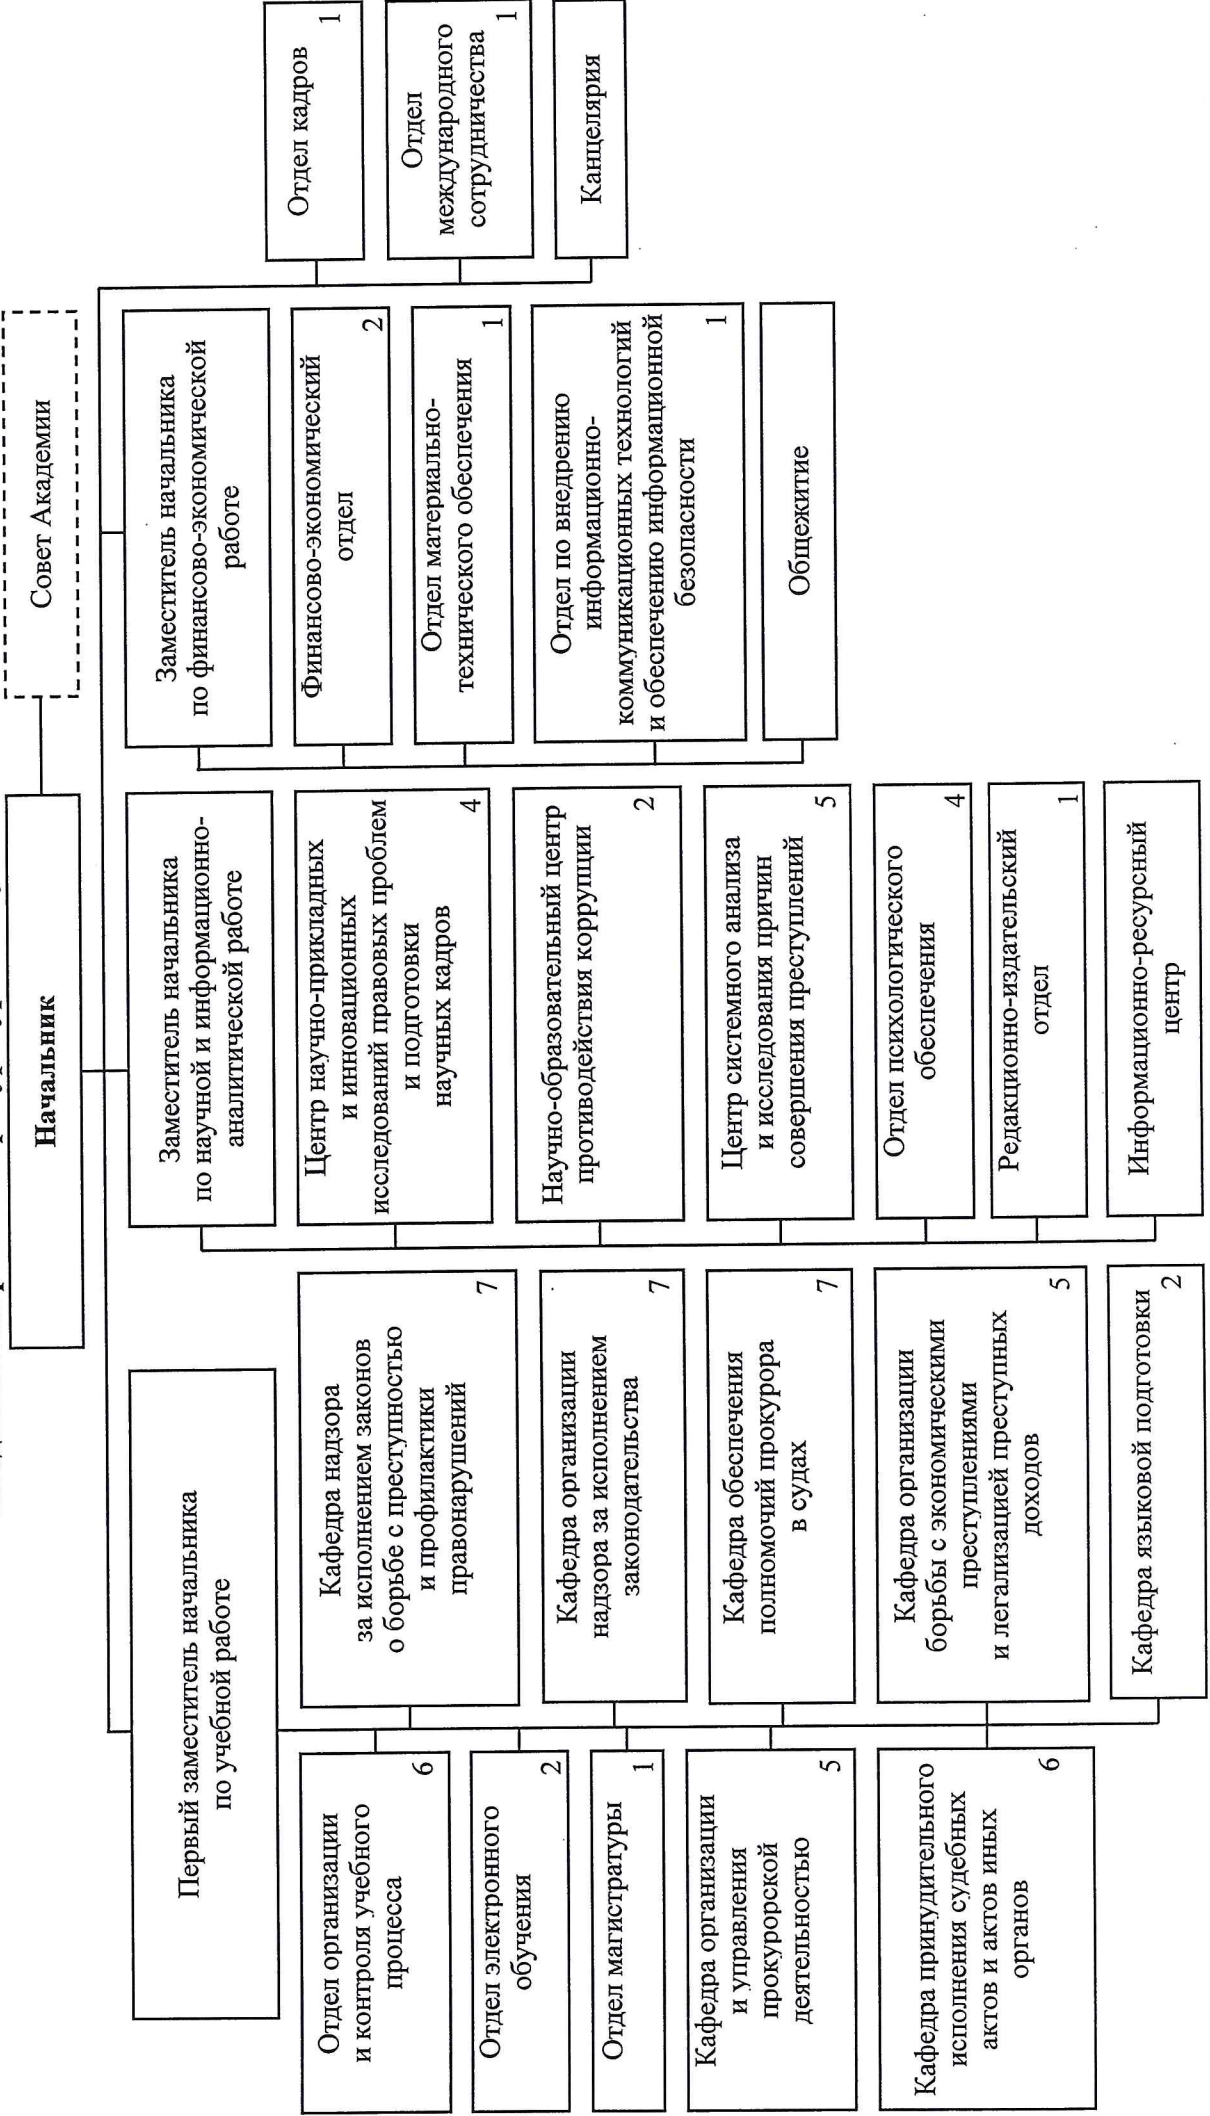 Начальник
Совет Академии
Первый заместитель начальника
по учебной работе
Отдел организации
и контроля учебного
процесса
6
Отдел электронного
обучения
2
Отдел магистратуры
1
Кафедра организации
и управления
прокурорской
деятельностью
5
Кафедра принудительного
исполнения судебных
актов и актов иных
органов
6
Кафедра надзора
за исполнением законов
о борьбе с преступностью
и профилактики
правонарушений
7
Кафедра организации
надзора за исполнением
законодательства
7
Кафедра обеспечения
полномочий прокурора
в судах
7
Кафедра организации
борьбы с экономическими
преступлениями
и легализацией преступных
доходов
5
Кафедра языковой подготовки
2
Заместитель начальника
по научной и информационно-
аналитической работе
Центр научно-прикладных
и инновационных
исследований правовых проблем
и подготовки
научных кадров
4
Научно-образовательный центр
противодействия коррупции
2
Центр системного анализа
и исследования причин
совершения преступлений
5
Отдел психологического
обеспечения
4
Редакционно-издательский
отдел
1
Информационно-ресурсный
центр
Заместитель начальника
по финансово-экономической
работе
Финансово-экономический
отдел
2
Отдел материально-
технического обеспечения
1
Отдел по внедрению
информационно-
коммуникационных технологий
и обеспечению информационной
безопасности
1
Общежитие
Отдел кадров
1
Отдел
международного
сотрудничества
1
Канцелярия